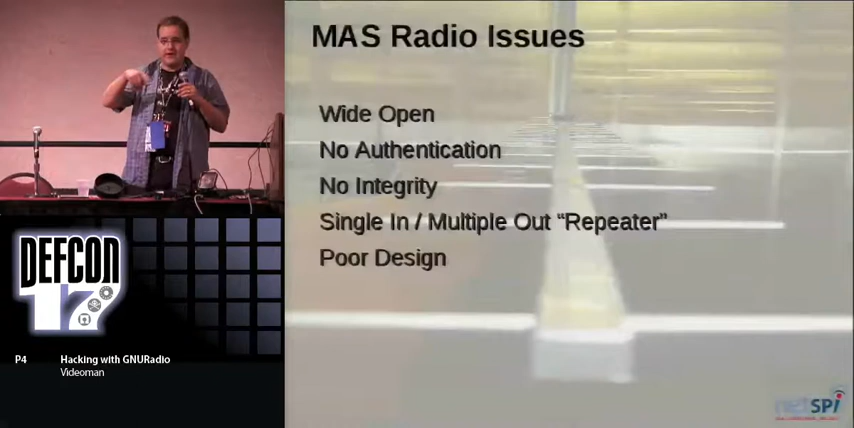 MAS Radio Issues
Wide Open
No Authentication
No Integrity
Single In / Multiple Out “Repeater”
Poor Design
DEFCON
17
P4 Hacking with GNURadio
Videoman
netSPI